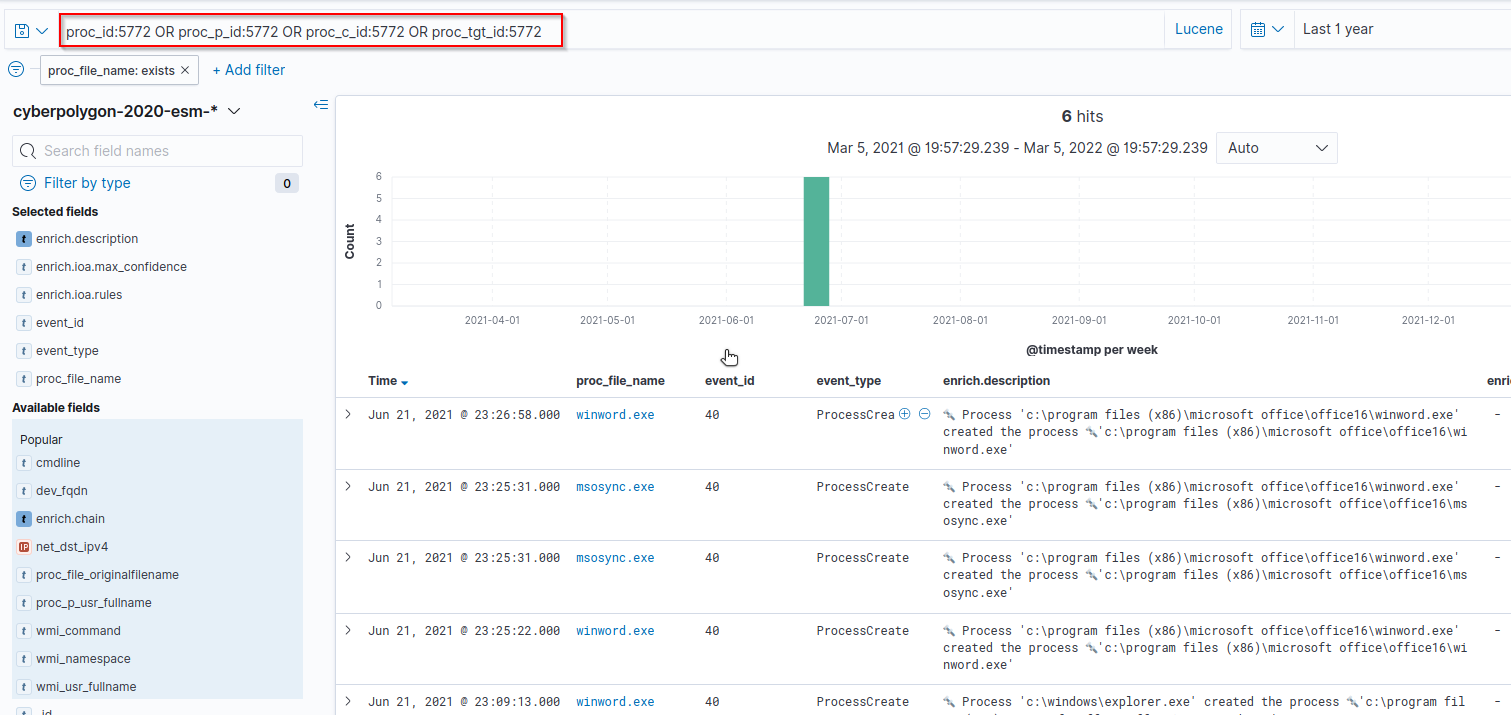 proc_id:5772 OR proc_p_id:5772 OR proc_c_id:5772 OR proc_tgt_id:5772
Lucene
Last 1 year
proc_file_name: exists ×
+ Add filter
cyberpolygon-2020-esm-*
Search field names
Filter by type
0
Selected fields
t enrich.description
t enrich.ioa.max_confidence
t enrich.ioa.rules
t event_id
t event_type
t proc_file_name
Available fields
Popular
t cmdline
t dev_fqdn
t enrich.chain
IP net_dst_ipv4
t proc_file_originalfilename
t proc_p_usr_fullname
t wmi_command
t wmi_namespace
t wmi_usr_fullname
_id
6 hits
Mar 5, 2021 @ 19:57:29.239 - Mar 5, 2022 @ 19:57:29.239
Auto
Count
6
5
4
3
2
1
0
2021-04-01 2021-05-01 2021-06-01 2021-07-01 2021-08-01 2021-09-01 2021-10-01 2021-11-01 2021-12-01
@timestamp per week
Time proc_file_name event_id event_type enrich.description enri
Jun 21, 2021 @ 23:26:58.000 winword.exe 40 ProcessCrea Process 'c:\program files (x86)\microsoft office\office16\winword.exe' -
created the process 'c:\program files (x86)\microsoft office\office16\wi
nword.exe'
Jun 21, 2021 @ 23:25:31.000 msosync.exe 40 ProcessCreate Process 'c:\program files (x86)\microsoft office\office16\winword.exe' -
created the process 'c:\program files (x86)\microsoft office\office16\ms
osync.exe'
Jun 21, 2021 @ 23:25:31.000 msosync.exe 40 ProcessCreate Process 'c:\program files (x86)\microsoft office\office16\winword.exe' -
created the process 'c:\program files (x86)\microsoft office\office16\ms
osync.exe'
Jun 21, 2021 @ 23:25:22.000 winword.exe 40 ProcessCreate Process 'c:\program files (x86)\microsoft office\office16\winword.exe' -
created the process 'c:\program files (x86)\microsoft office\office16\wi
nword.exe'
Jun 21, 2021 @ 23:09:13.000 winword.exe 40 ProcessCreate Process 'c:\windows\explorer.exe' created the process 'c:\program fil -